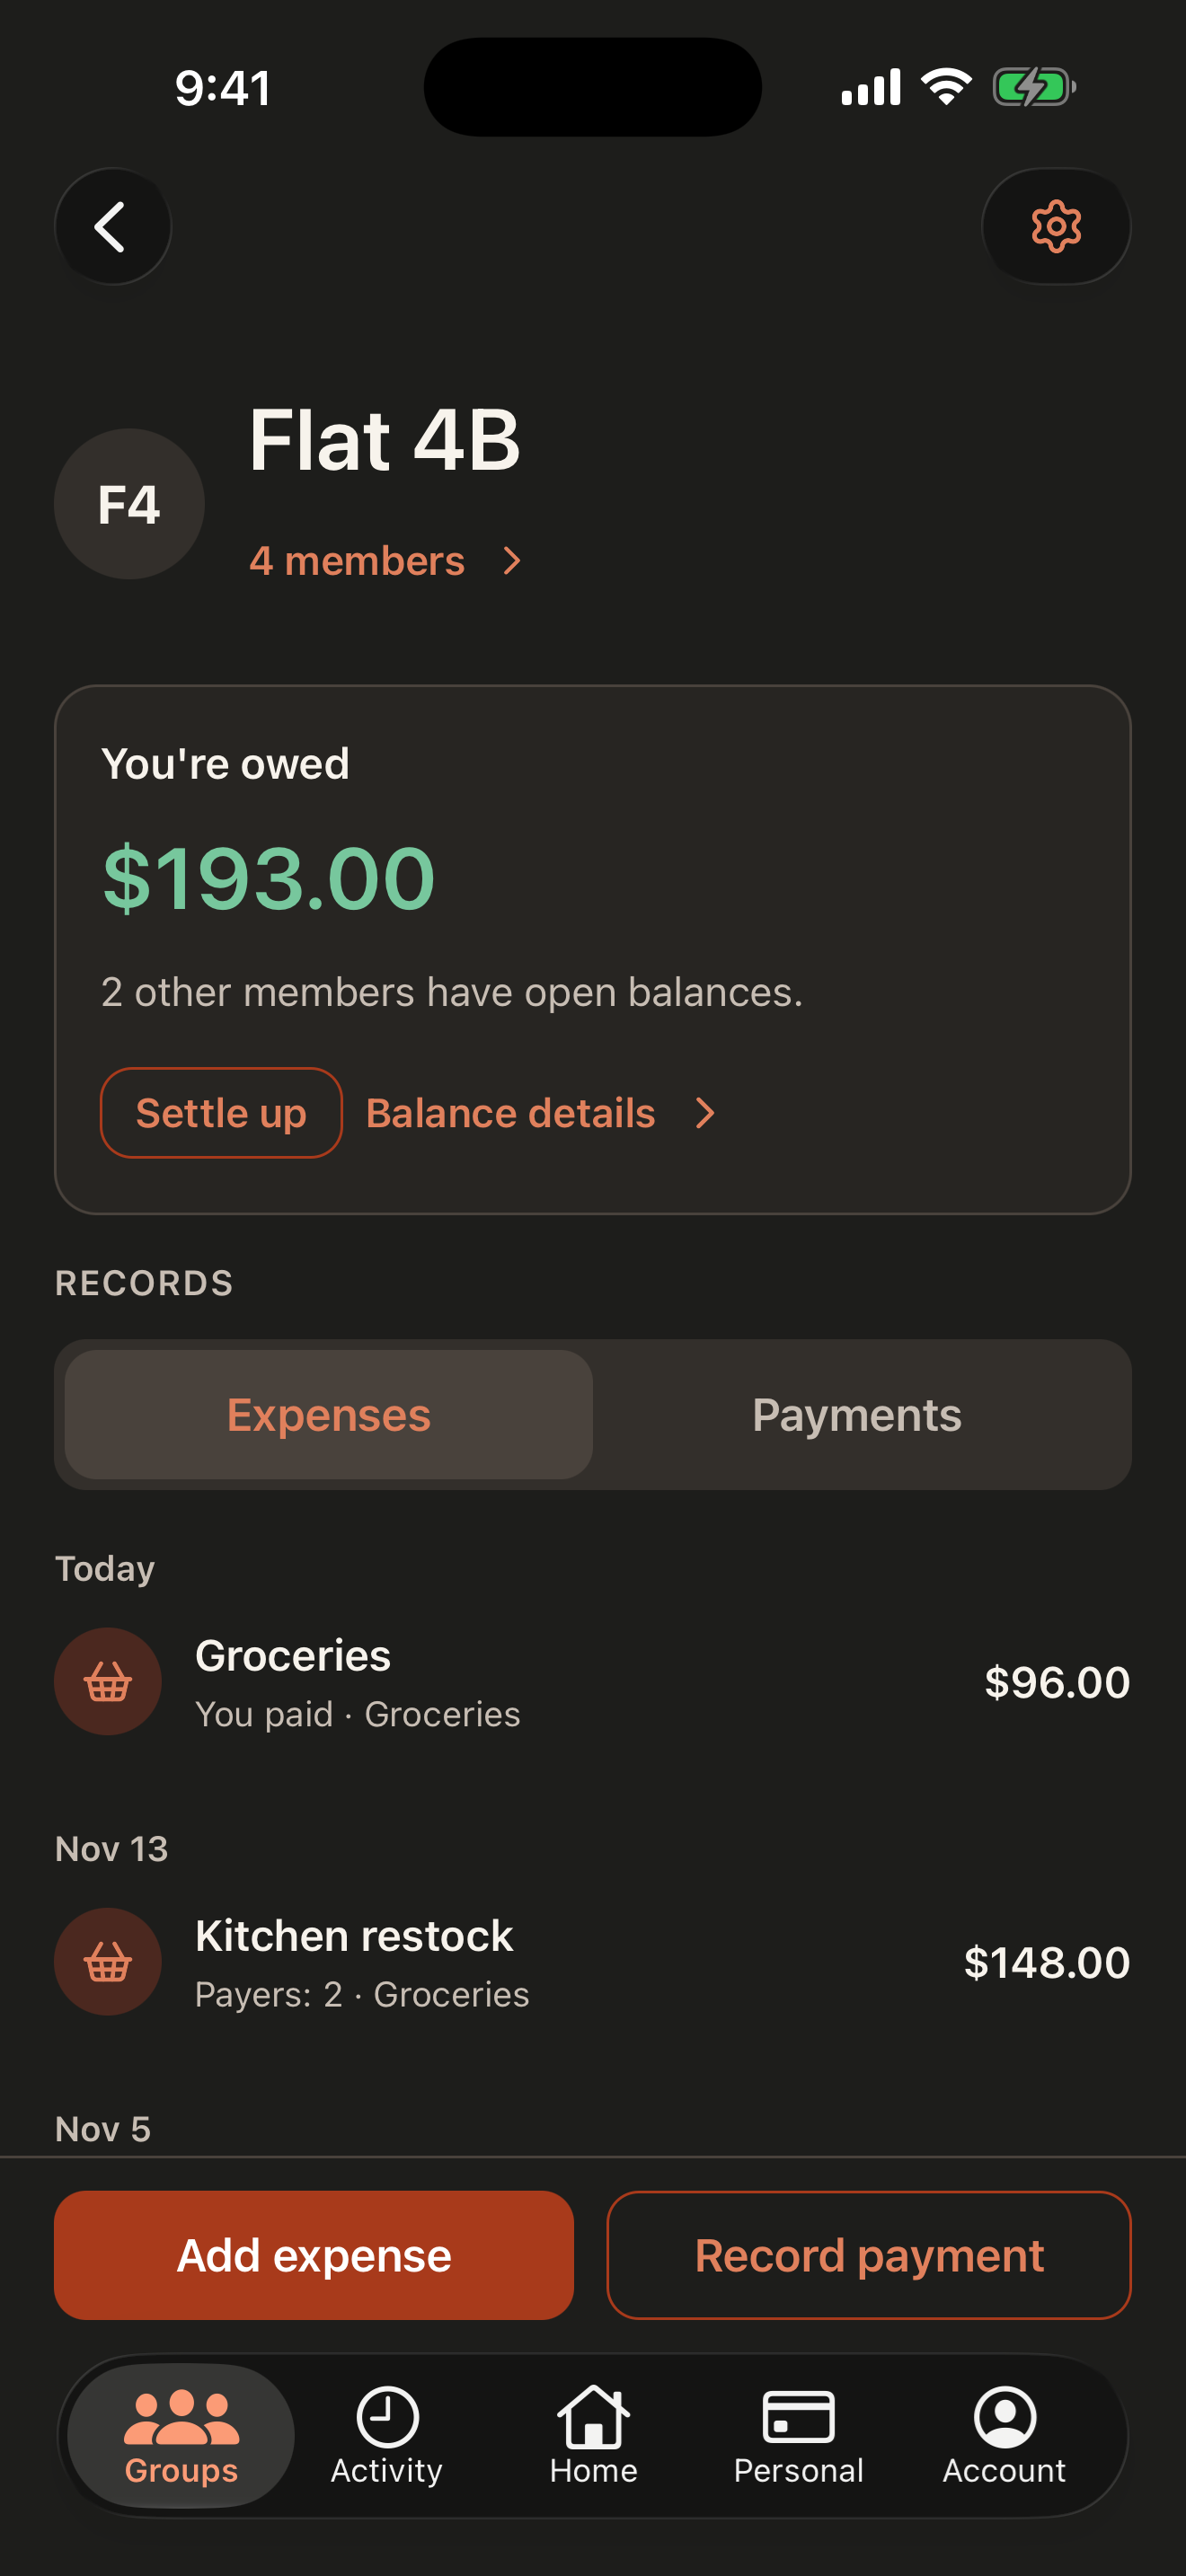 9:41
Flat 4B
F4
4 members
You're owed
$193.00
2 other members have open balances.
Settle up
Balance details
RECORDS
Expenses
Payments
Today
Groceries
You paid · Groceries
$96.00
Nov 13
Kitchen restock
Payers: 2 · Groceries
$148.00
Nov 5
Add expense
Record payment
Groups
Activity
Home
Personal
Account